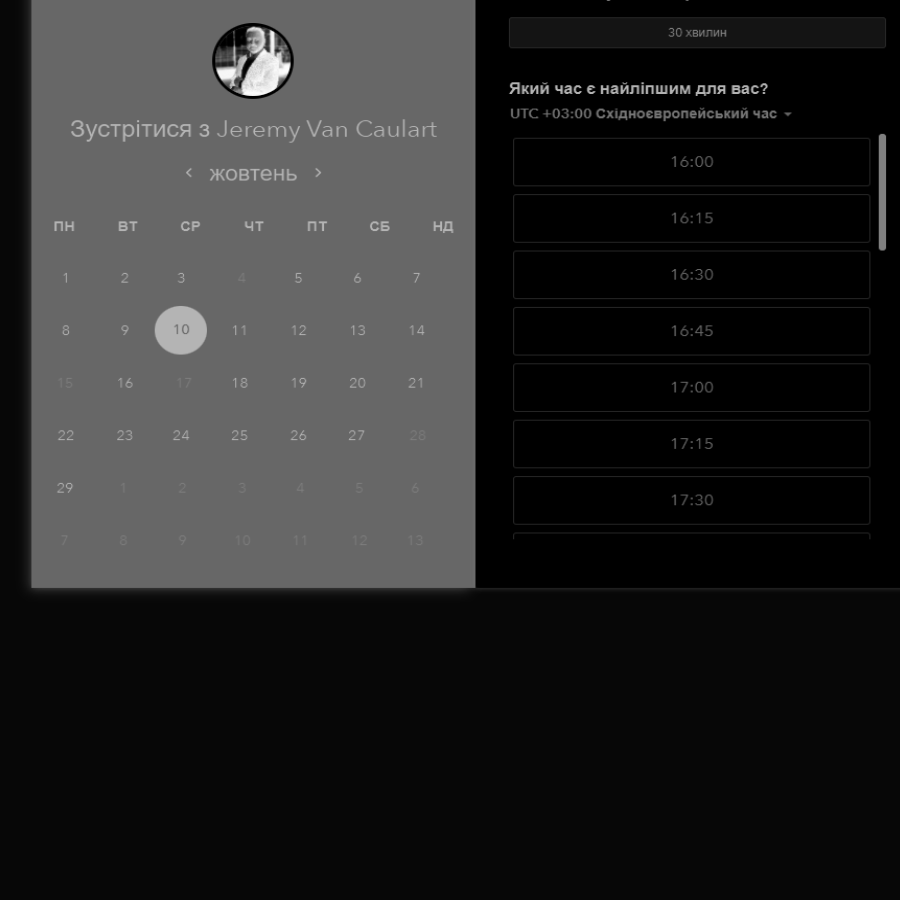 Зустрітися з Jeremy Van Caulart
жовтень
ПН ВТ СР ЧТ ПТ СБ НД
1 2 3 4 5 6 7
8 9 10 11 12 13 14
15 16 17 18 19 20 21
22 23 24 25 26 27 28
29 1 2 3 4 5 6
7 8 9 10 11 12 13
30 хвилин
Який час є найліпшим для вас?
UTC +03:00 Східноєвропейський час
16:00
16:15
16:30
16:45
17:00
17:15
17:30